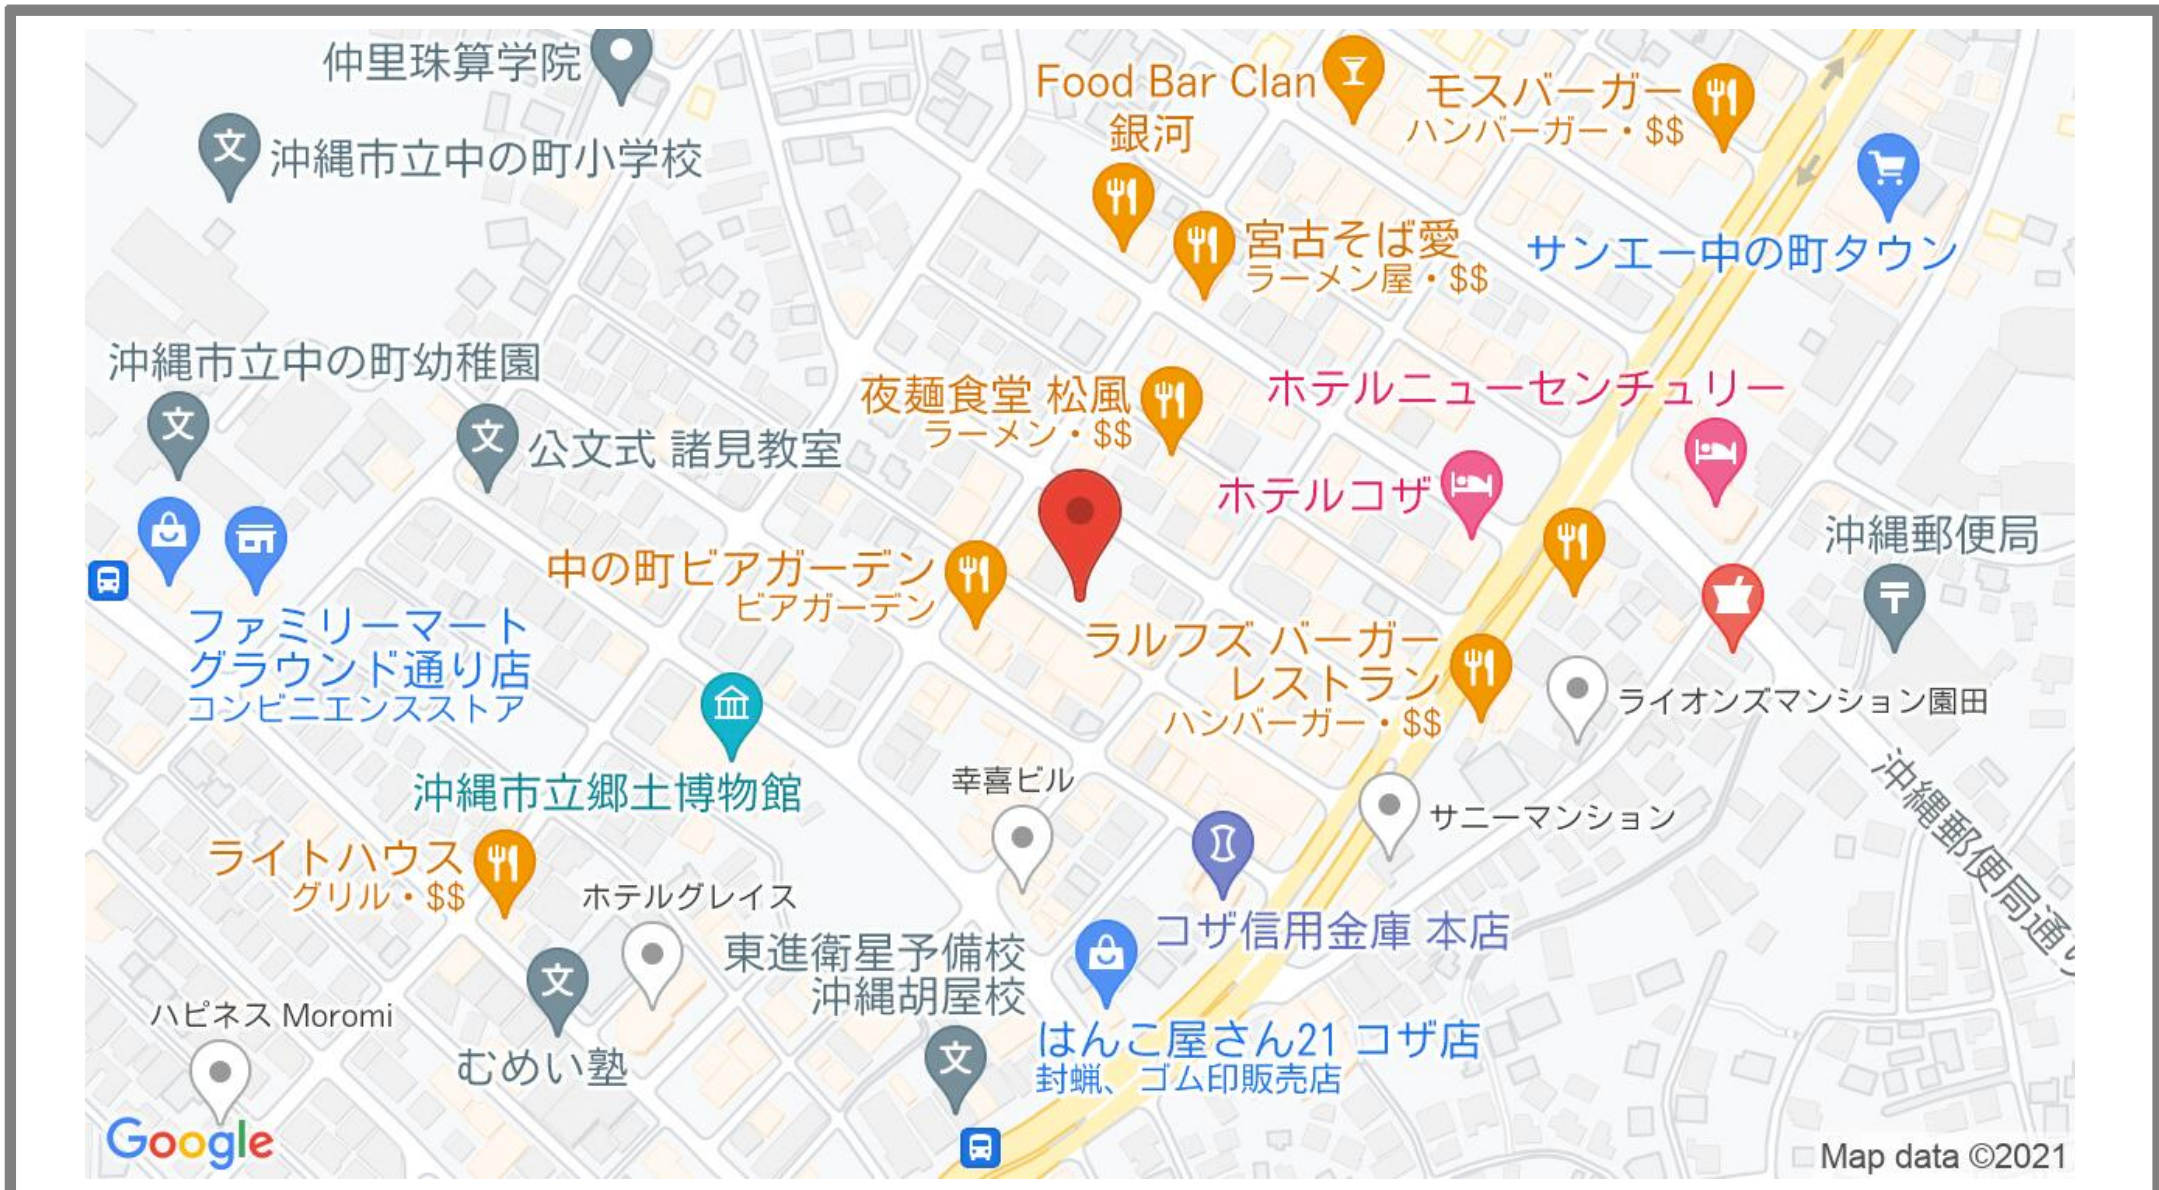 仲里珠算学院
Food Bar Clan
モスバーガー
ハンバーガー・$$
銀河
沖縄市立中の町小学校
宮古そば愛
ラーメン屋・$$
サンエー中の町タウン
沖縄市立中の町幼稚園
夜麺食堂 松風
ラーメン・$$
ホテルニューセンチュリー
公文式 諸見教室
ホテルコザ
沖縄郵便局
中の町ビアガーデン
ビアガーデン
ファミリーマート
グラウンド通り店
コンビニエンスストア
ラルフズ バーガー
レストラン
ハンバーガー・$$
ライオンズマンション園田
沖縄市立郷土博物館
幸喜ビル
サニーマンション
沖縄郵便局通り
ライトハウス
グリル・$$
ホテルグレイス
東進衛星予備校
沖縄胡屋校
コザ信用金庫 本店
ハピネス Moromi
むめい塾
はんこ屋さん21 コザ店
封蝋、ゴム印販売店
Google
Map data ©2021